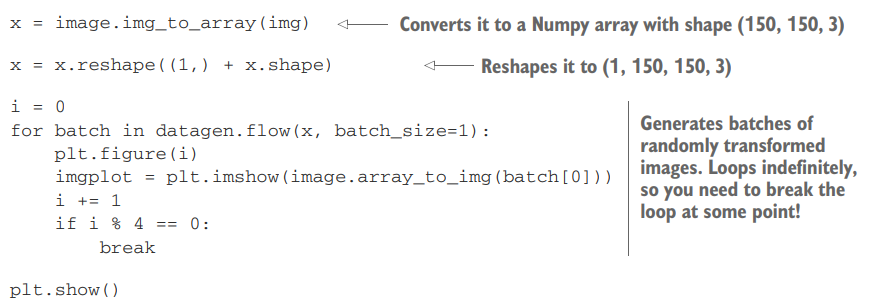 x = image.img_to_array(img)
Converts it to a Numpy array with shape (150, 150, 3)
x = x.reshape((1,) + x.shape)
Reshapes it to (1, 150, 150, 3)
i = 0
for batch in datagen.flow(x, batch_size=1):
    plt.figure(i)
    imgplot = plt.imshow(image.array_to_img(batch[0]))
    i += 1
    if i % 4 == 0:
        break
plt.show()
Generates batches of
randomly transformed
images. Loops indefinitely,
so you need to break the
loop at some point!